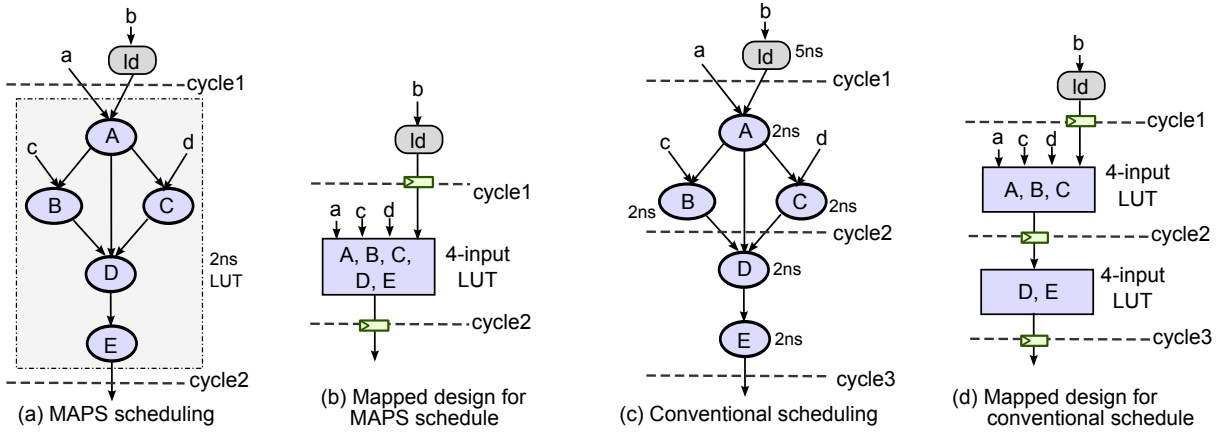 b
a
ld
cycle1
A
c
d
B
C
D
2ns
LUT
E
cycle2
(a) MAPS scheduling
b
ld
cycle1
a
c
d
A, B, C,
D, E
4-input
LUT
cycle2
(b) Mapped design for
MAPS schedule
b
a
ld
5ns
cycle1
A
2ns
c
d
B
2ns
C
2ns
cycle2
D
2ns
E
2ns
cycle3
(c) Conventional scheduling
b
ld
cycle1
a
c
d
A, B, C
4-input
LUT
cycle2
D, E
4-input
LUT
cycle3
(d) Mapped design for
conventional schedule